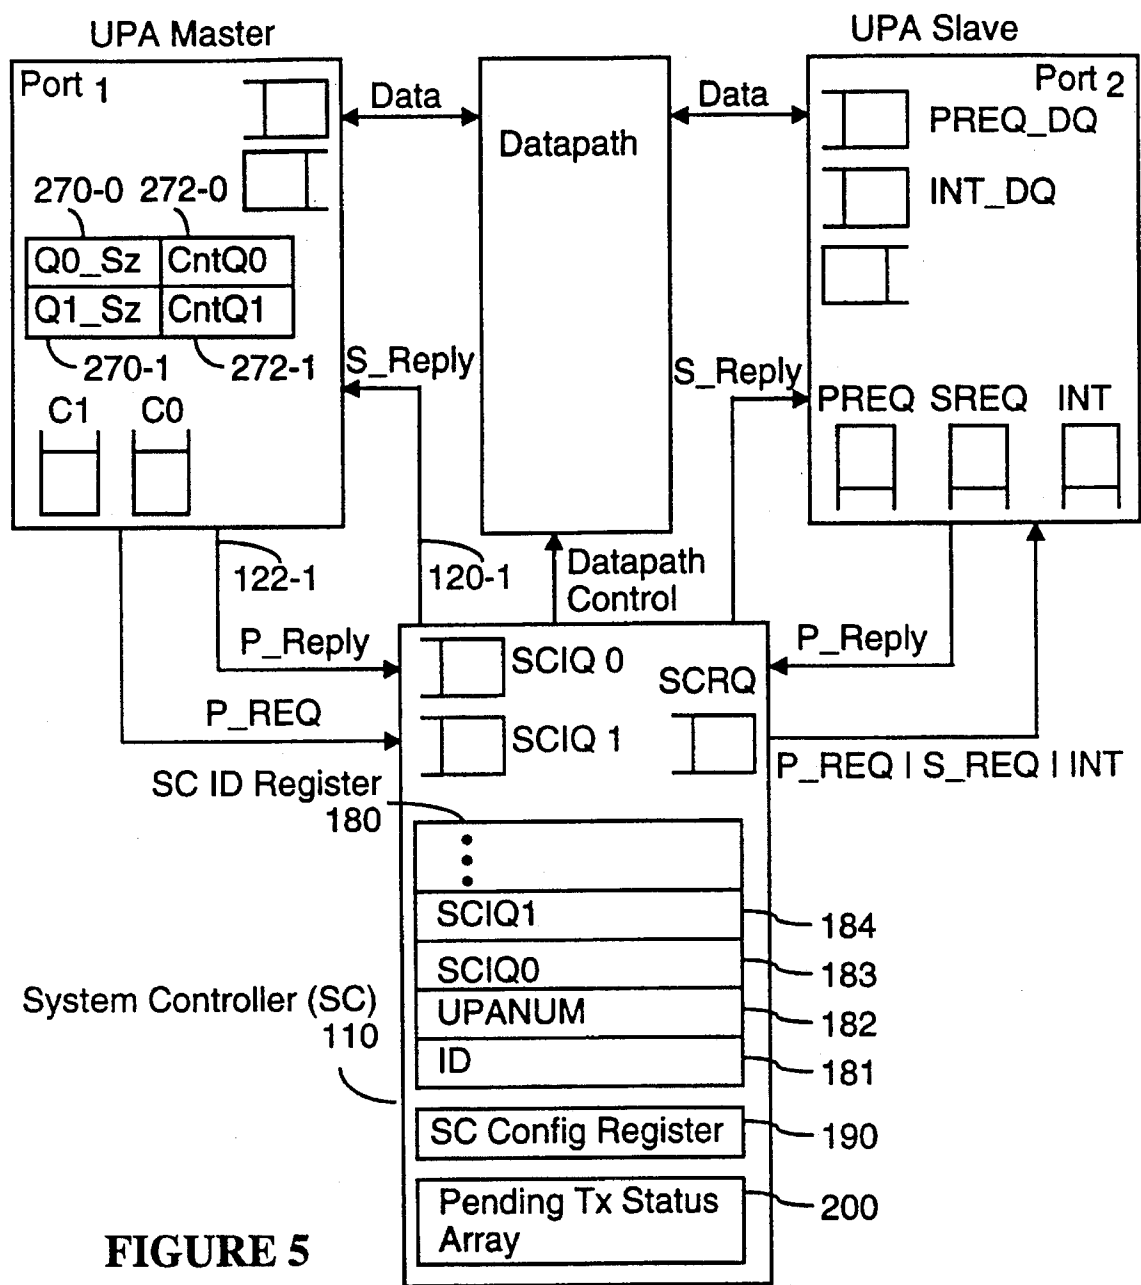 UPA Master
UPA Slave
Port 1
Data
Datapath
Data
Port 2
PREQ_DQ
INT_DQ
270-0
272-0
Q0_Sz
CntQ0
Q1_Sz
CntQ1
270-1
272-1
S_Reply
S_Reply
C1
C0
PREQ
SREQ
INT
122-1
120-1
Datapath
Control
P_Reply
SCIQ 0
SCRQ
P_Reply
P_REQ
SCIQ 1
P_REQ | S_REQ | INT
SC ID Register
180
SCIQ1
184
SCIQ0
183
System Controller (SC)
110
UPANUM
182
ID
181
SC Config Register
190
Pending Tx Status
Array
200
FIGURE 5